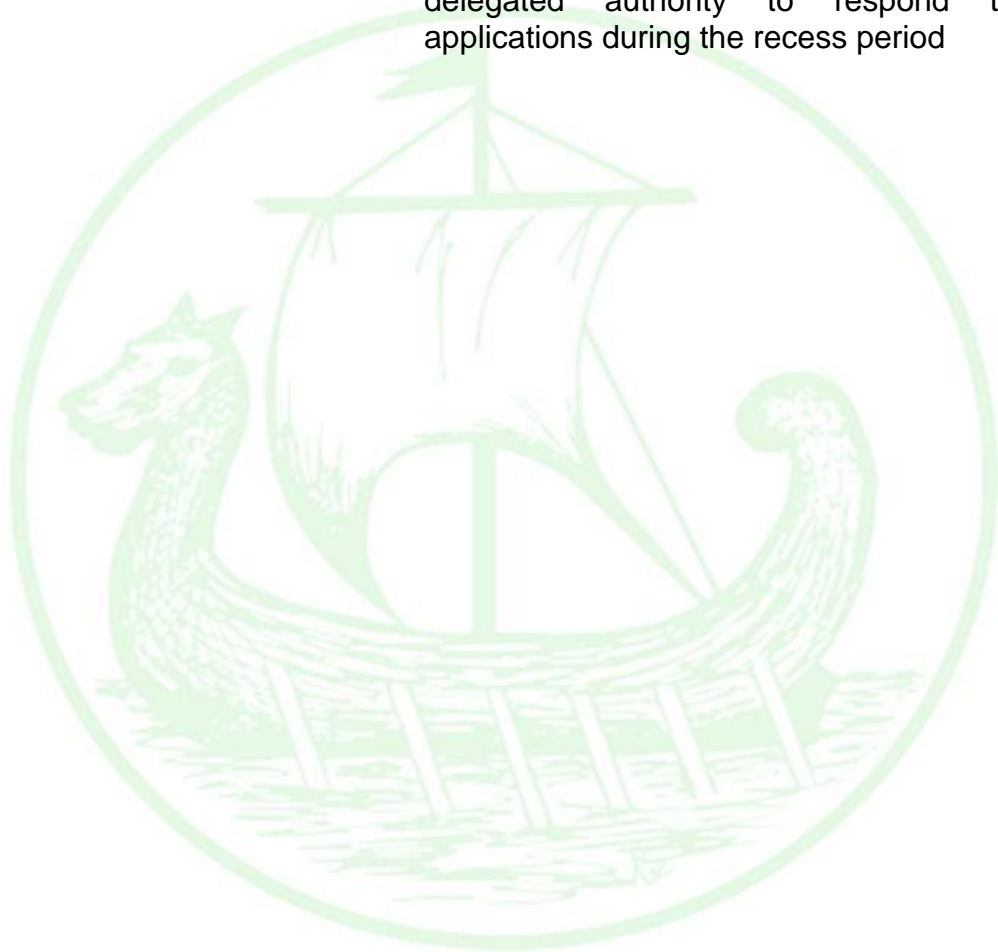 delegated authority to respond t
applications during the recess period